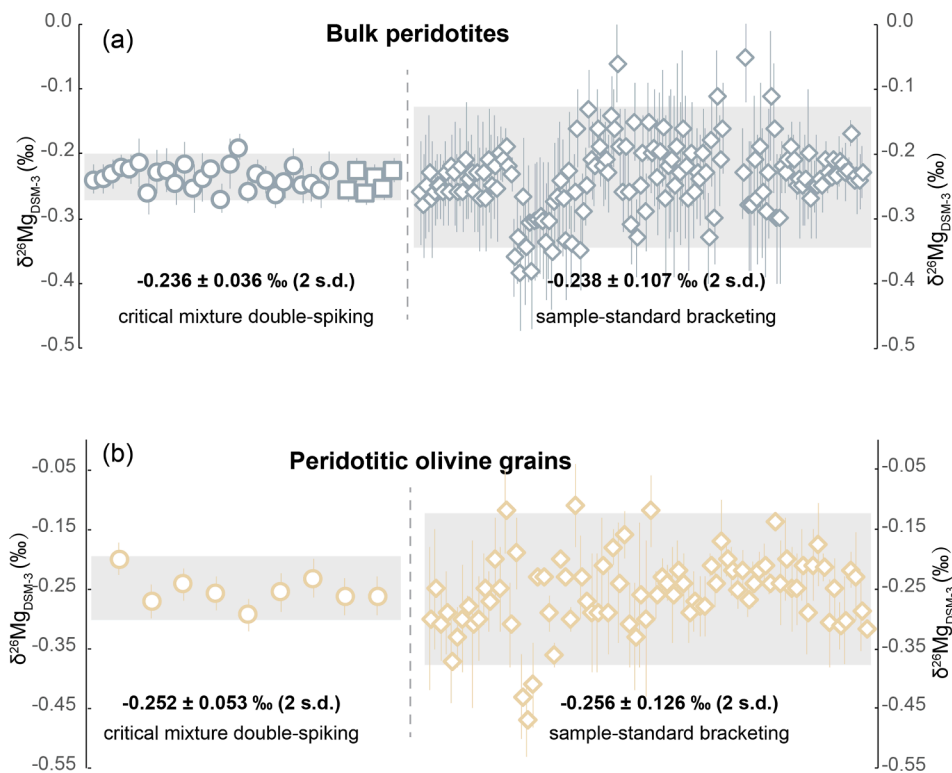 (a)
Bulk peridotites
0.0
-0.1
-0.2
-0.3
-0.4
-0.5
δ26MgDSM-3 (‰)
-0.236 ± 0.036 ‰ (2 s.d.)
critical mixture double-spiking
-0.238 ± 0.107 ‰ (2 s.d.)
sample-standard bracketing
0.0
-0.1
-0.2
-0.3
-0.4
-0.5
δ26MgDSM-3 (‰)
(b)
Peridotitic olivine grains
-0.05
-0.15
-0.25
-0.35
-0.45
-0.55
δ26MgDSM-3 (‰)
-0.252 ± 0.053 ‰ (2 s.d.)
critical mixture double-spiking
-0.256 ± 0.126 ‰ (2 s.d.)
sample-standard bracketing
-0.05
-0.15
-0.25
-0.35
-0.45
-0.55
δ26MgDSM-3 (‰)